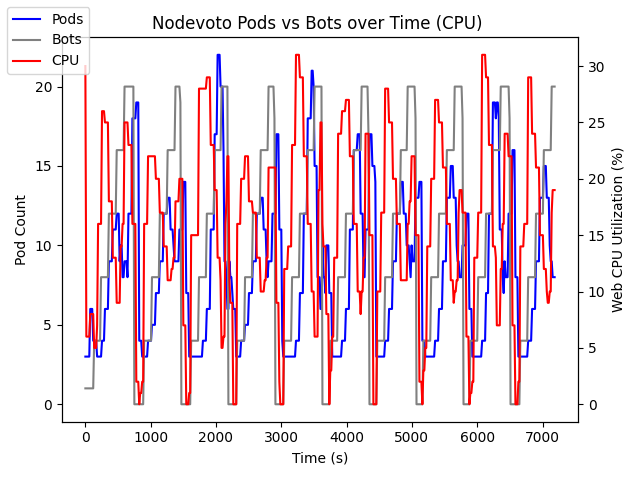 Nodevoto Pods vs Bots over Time (CPU)
Pods
Bots
CPU
Pod Count
0
5
10
15
20
0
1000
2000
3000
4000
5000
6000
7000
Time (s)
0
5
10
15
20
25
30
Web CPU Utilization (%)